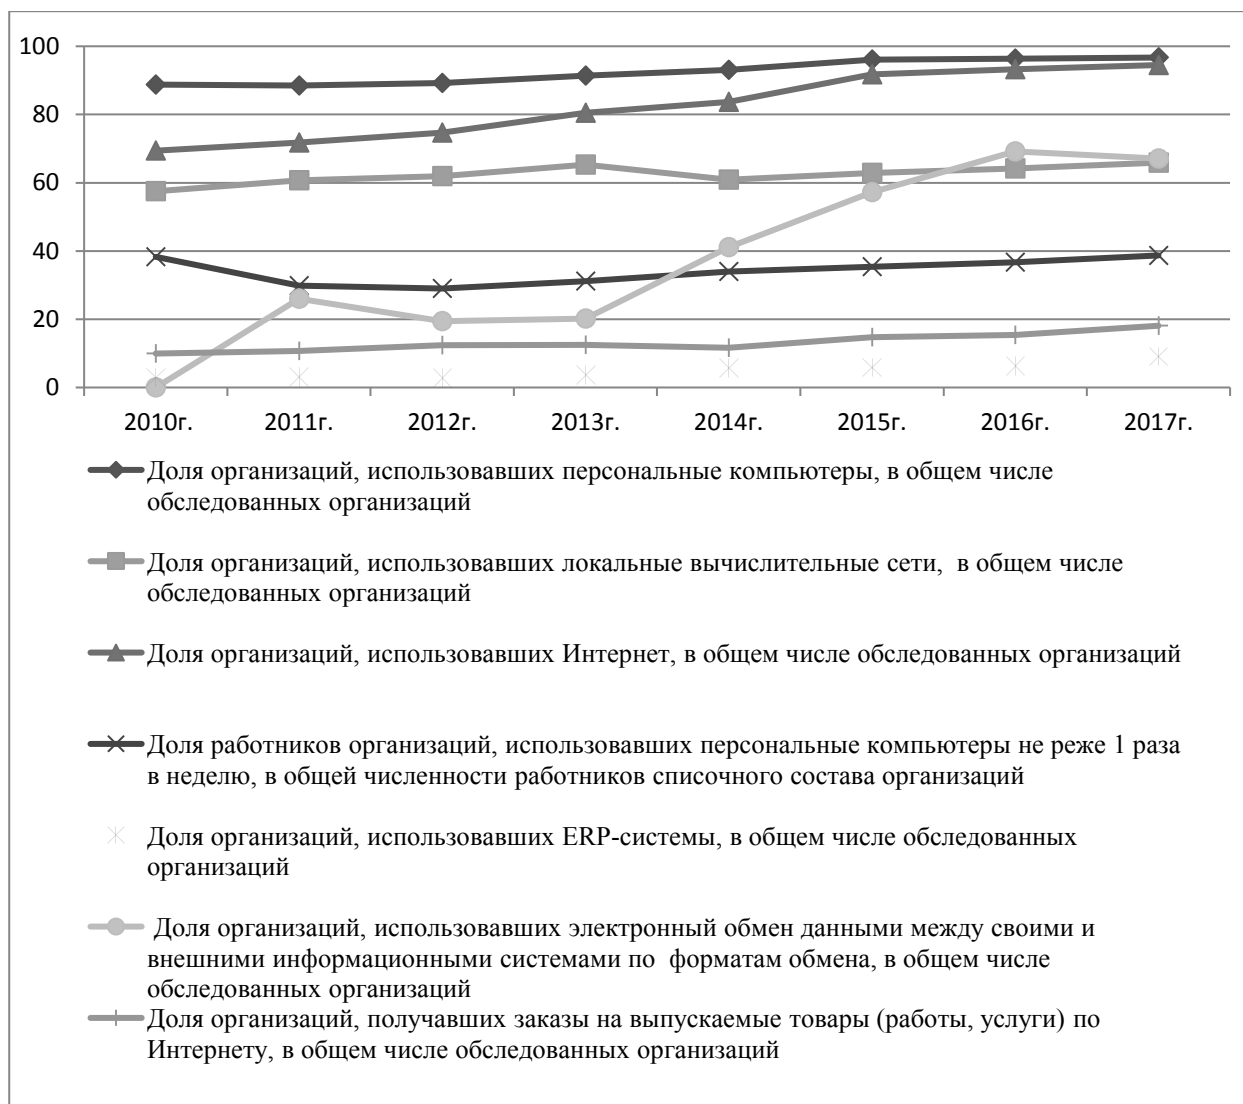 100
80
60
40
20
0
2010г. 2011г. 2012г. 2013г. 2014г. 2015г. 2016г. 2017г.
Доля организаций, использовавших персональные компьютеры, в общем числе
обследованных организаций
Доля организаций, использовавших локальные вычислительные сети,  в общем числе
обследованных организаций
Доля организаций, использовавших Интернет, в общем числе обследованных организаций
Доля работников организаций, использовавших персональные компьютеры не реже 1 раза
в неделю, в общей численности работников списочного состава организаций
Доля организаций, использовавших ERP-системы, в общем числе обследованных
организаций
Доля организаций, использовавших электронный обмен данными между своими и
внешними информационными системами по  форматам обмена, в общем числе
обследованных организаций
Доля организаций, получавших заказы на выпускаемые товары (работы, услуги) по
Интернету, в общем числе обследованных организаций